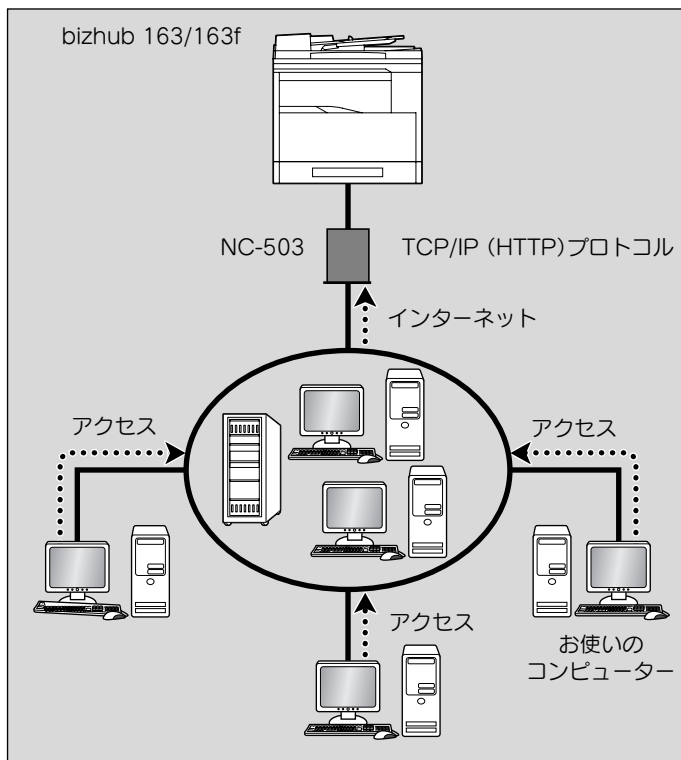 bizhub 163/163f
NC-503
TCP/IP (HTTP)プロトコル
インターネット
アクセス
アクセス
アクセス
お使いの
コンピューター